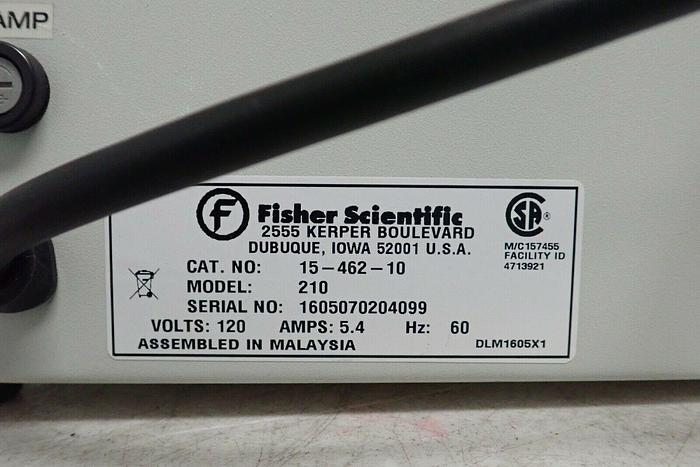 AMP
Fisher Scientific
2555 KERPER BOULEVARD
DUBUQUE, IOWA 52001 U.S.A.
SA ®
M/C157455
FACILITY ID
4713921
CAT. NO: 15-462-10
MODEL: 210
SERIAL NO: 1605070204099
VOLTS: 120 AMPS: 5.4 Hz: 60
ASSEMBLED IN MALAYSIA DLM1605X1